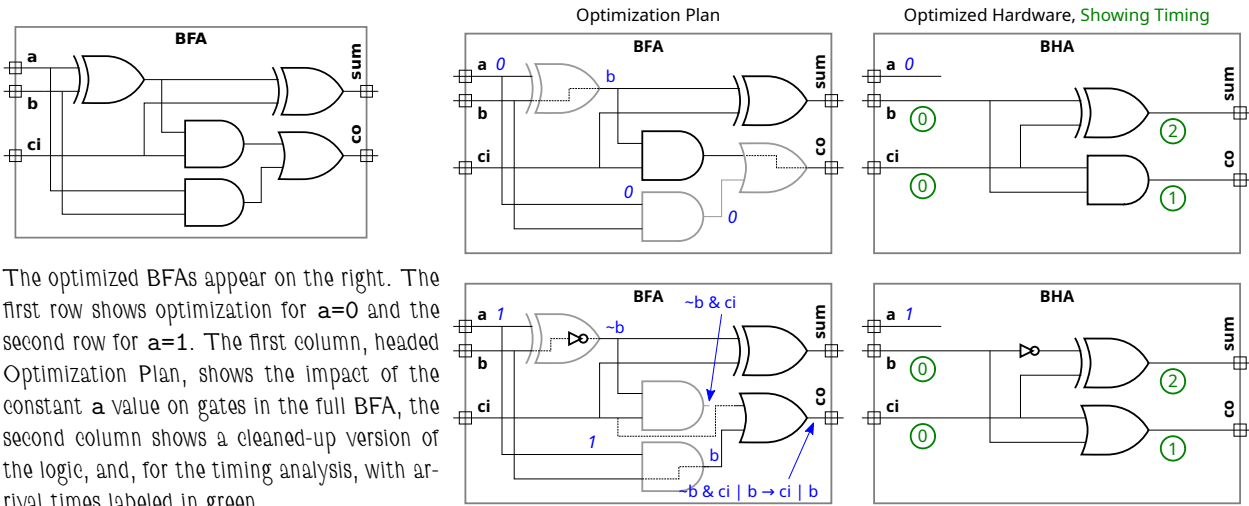 Optimization Plan
Optimized Hardware, Showing Timing
BFA
a
b
ci
sum
co
BFA
a 0
b
b
ci
0
0
sum
co
BHA
a 0
b
0
ci
0
2
1
sum
co
The optimized BFAs appear on the right. The
first row shows optimization for a=0 and the
second row for a=1. The first column, headed
Optimization Plan, shows the impact of the
constant a value on gates in the full BFA, the
second column shows a cleaned-up version of
the logic, and, for the timing analysis, with ar-
rival times labeled in green.
BFA
~b & ci
a 1
~b
b
ci
1
b
~b & ci | b → ci | b
sum
co
BHA
a 1
b
0
ci
0
2
1
sum
co